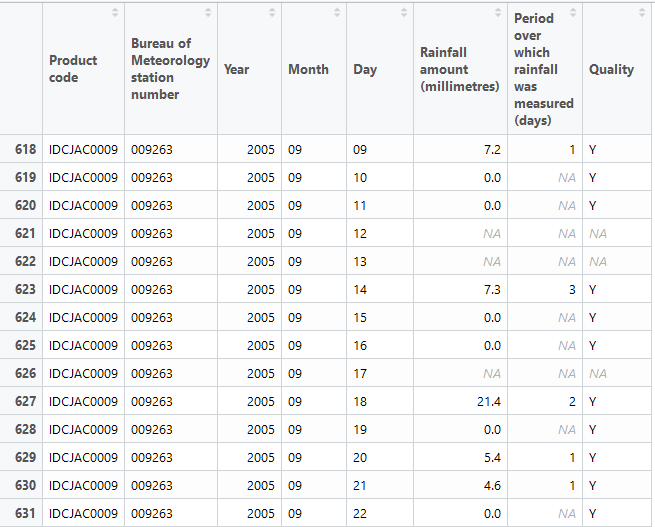 Product code
Bureau of Meteorology station number
Year
Month
Day
Rainfall amount (millimetres)
Period over which rainfall was measured (days)
Quality
618 IDCJAC0009 009263 2005 09 09 7.2 1 Y
619 IDCJAC0009 009263 2005 09 10 0.0 NA Y
620 IDCJAC0009 009263 2005 09 11 0.0 NA Y
621 IDCJAC0009 009263 2005 09 12 NA NA NA
622 IDCJAC0009 009263 2005 09 13 NA NA NA
623 IDCJAC0009 009263 2005 09 14 7.3 3 Y
624 IDCJAC0009 009263 2005 09 15 0.0 NA Y
625 IDCJAC0009 009263 2005 09 16 0.0 NA Y
626 IDCJAC0009 009263 2005 09 17 NA NA NA
627 IDCJAC0009 009263 2005 09 18 21.4 2 Y
628 IDCJAC0009 009263 2005 09 19 0.0 NA Y
629 IDCJAC0009 009263 2005 09 20 5.4 1 Y
630 IDCJAC0009 009263 2005 09 21 4.6 1 Y
631 IDCJAC0009 009263 2005 09 22 0.0 NA Y